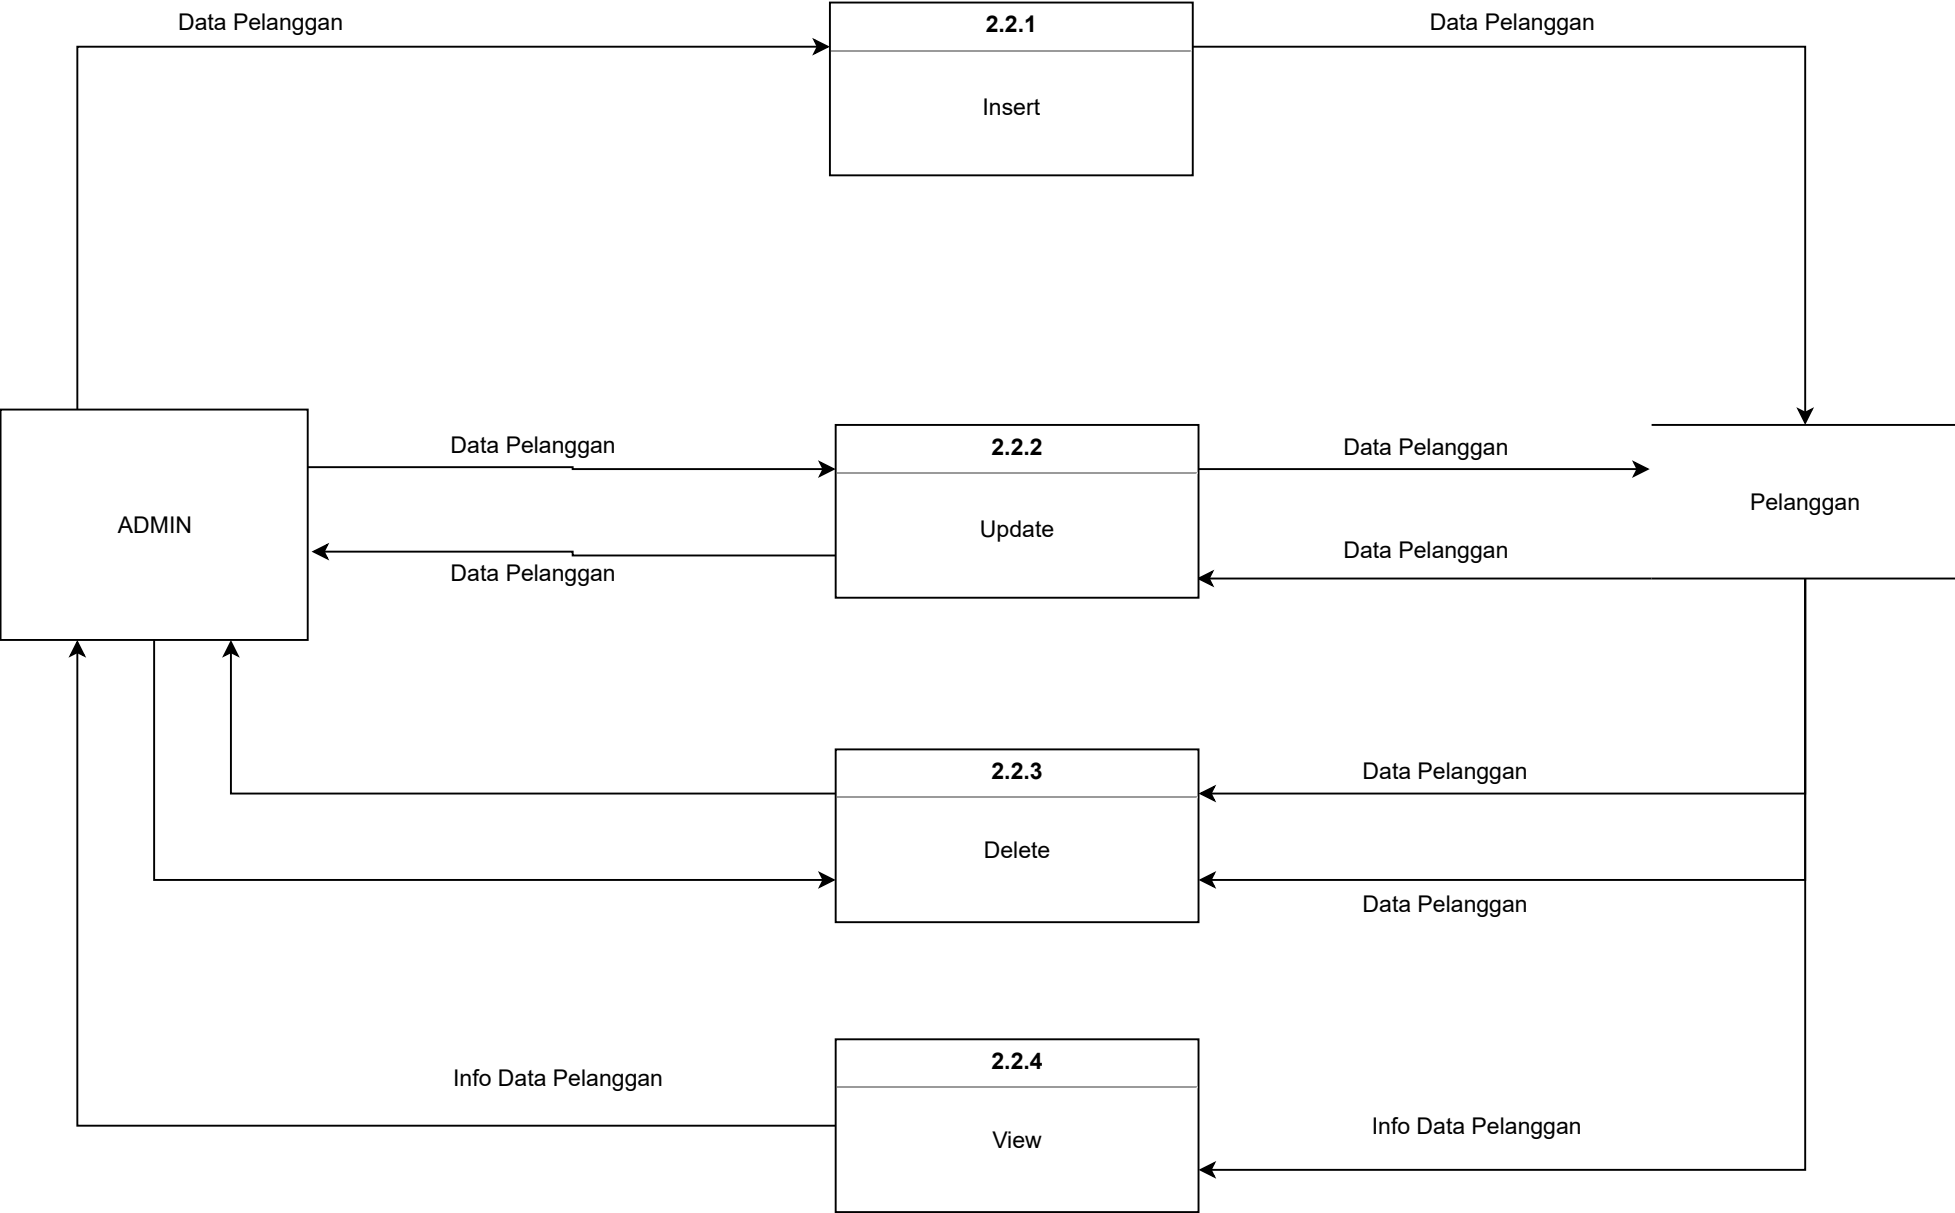 Data Pelanggan
2.2.1
Data Pelanggan
Insert
Data Pelanggan
2.2.2
Data Pelanggan
Pelanggan
ADMIN
Update
Data Pelanggan
Data Pelanggan
2.2.3
Data Pelanggan
Delete
Data Pelanggan
2.2.4
Info Data Pelanggan
View
Info Data Pelanggan